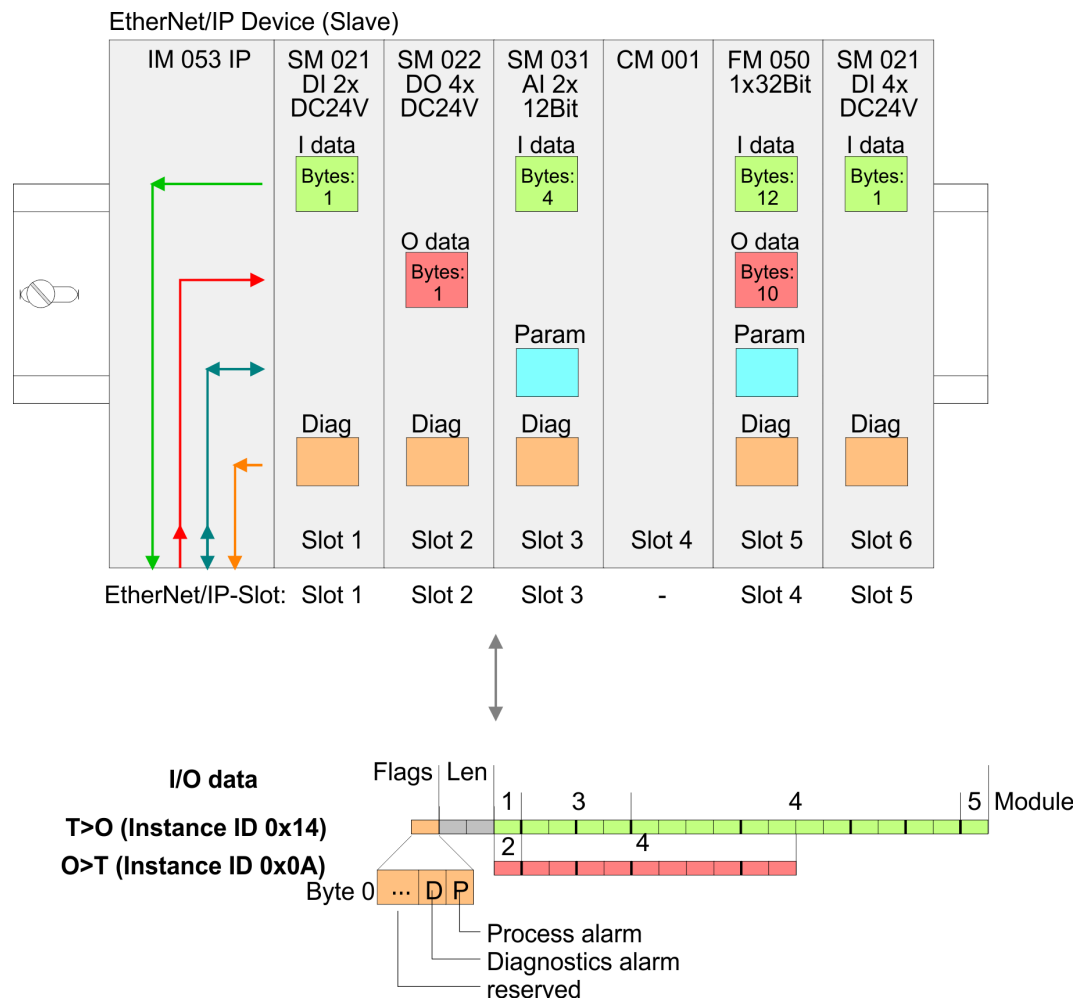 EtherNet/IP Device (Slave)
IM 053 IP
SM 021
DI 2x
DC24V
SM 022
DO 4x
DC24V
SM 031
AI 2x
12Bit
CM 001
FM 050
1x32Bit
SM 021
DI 4x
DC24V
I data
Bytes:
1
I data
Bytes:
4
I data
Bytes:
12
I data
Bytes:
1
O data
Bytes:
1
O data
Bytes:
10
Param
Param
Diag
Diag
Diag
Diag
Diag
Slot 1
Slot 2
Slot 3
Slot 4
Slot 5
Slot 6
EtherNet/IP-Slot: Slot 1 Slot 2 Slot 3 - Slot 4 Slot 5
I/O data
Flags Len
1 3 4 5 Module
T>O (Instance ID 0x14)
2 4
O>T (Instance ID 0x0A)
Byte 0 ... D P
Process alarm
Diagnostics alarm
reserved